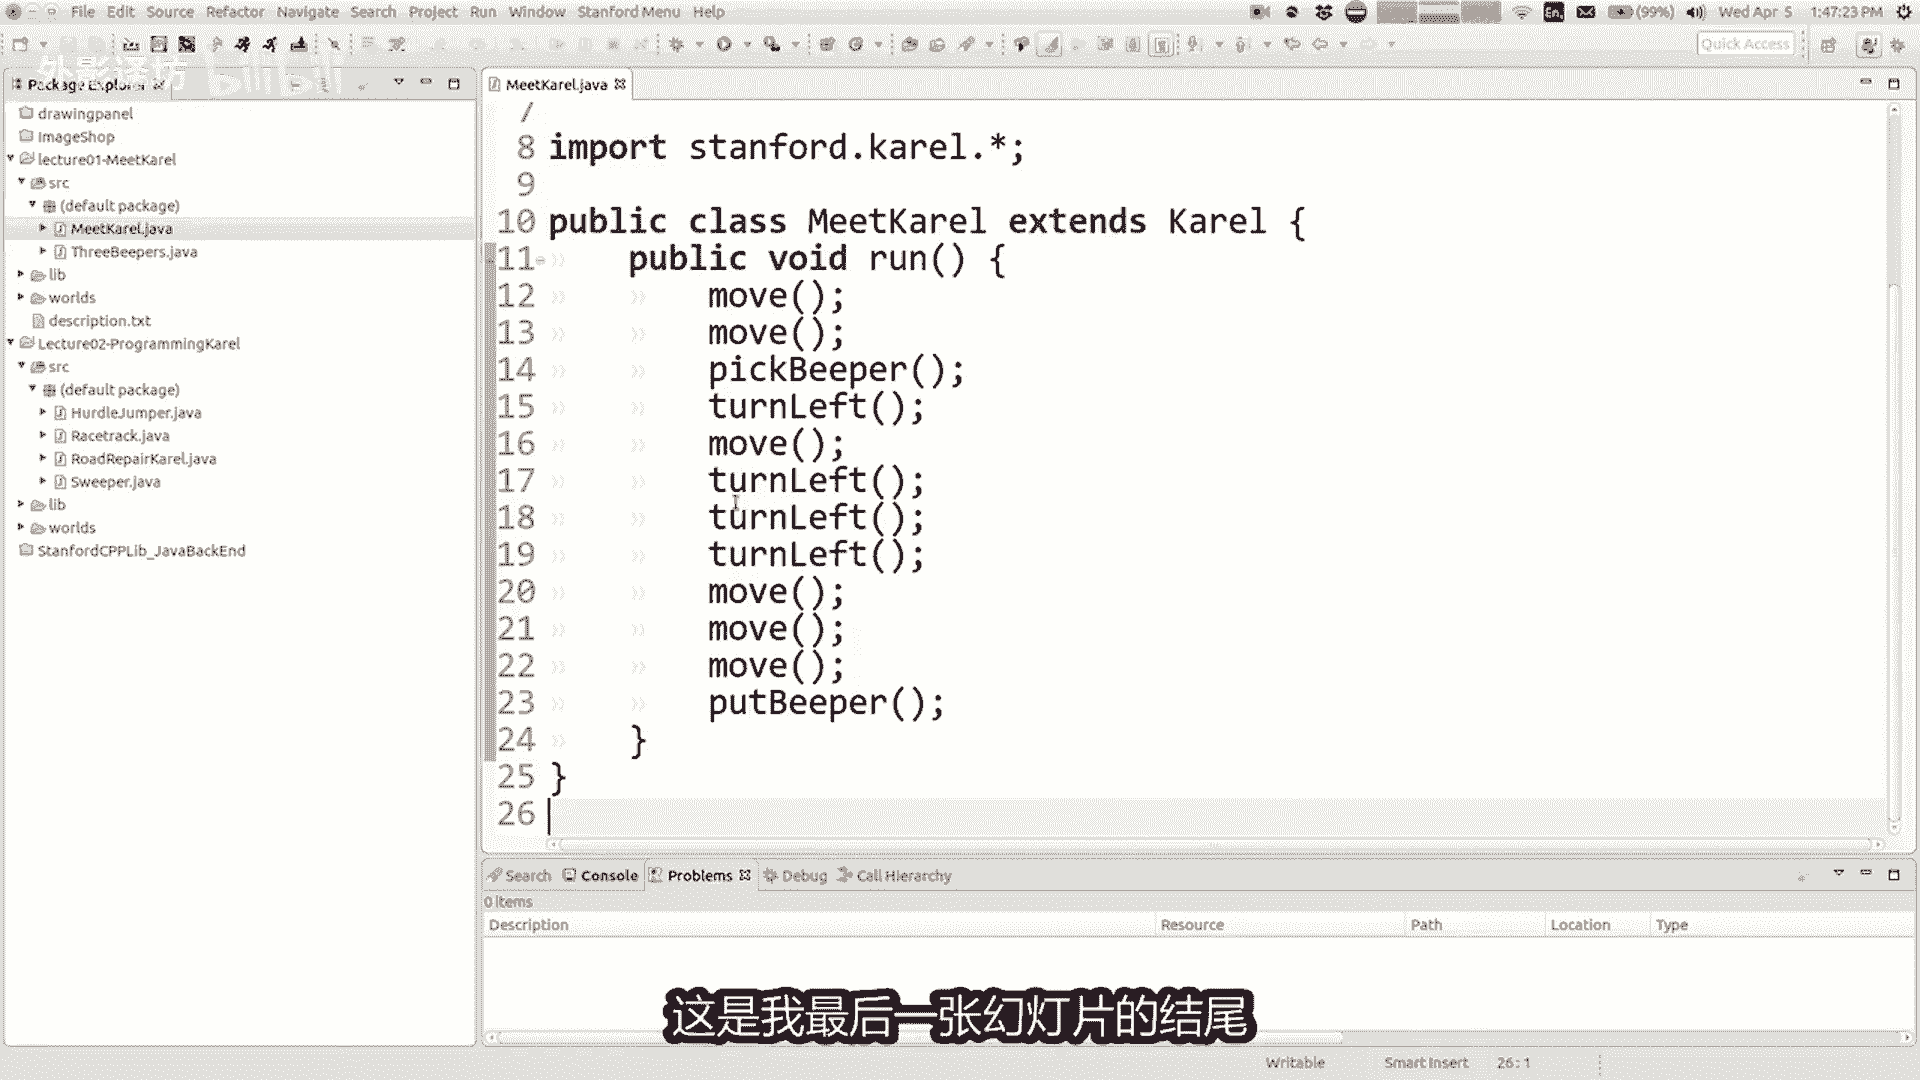 File Edit Source Refactor Navigate Search Project Run Window Stanford Menu Help
En (99%) Wed Apr 5 1:47:23 PM
Quick Access
外影译坊 bilibili
Package Explorer
MeetKarel.java
drawingpanel
ImageShop
lecture01-MeetKarel
src
(default package)
MeetKarel.java
ThreeBeepers.java
lib
worlds
description.txt
Lecture02-ProgrammingKarel
src
(default package)
HurdleJumper.java
Racetrack.java
RoadRepairKarel.java
Sweeper.java
lib
worlds
StanfordCPPLib_JavaBackEnd
7
8 import stanford.karel.*;
9
10 public class MeetKarel extends Karel {
11 public void run() {
12 move();
13 move();
14 pickBeeper();
15 turnLeft();
16 move();
17 turnLeft();
18 turnLeft();
19 turnLeft();
20 move();
21 move();
22 move();
23 putBeeper();
24 }
25 }
26
Search Console Problems Debug Call Hierarchy
0 items
Description Resource Path Location Type
这是我最后一张幻灯片的结尾
Writable Smart Insert 26:1